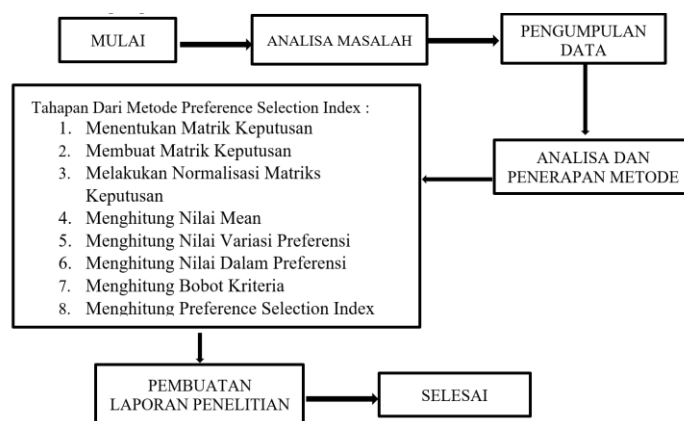 MULAI
ANALISA MASALAH
PENGUMPULAN
DATA
ANALISA DAN
PENERAPAN METODE
Tahapan Dari Metode Preference Selection Index :
1. Menentukan Matrik Keputusan
2. Membuat Matrik Keputusan
3. Melakukan Normalisasi Matriks
Keputusan
4. Menghitung Nilai Mean
5. Menghitung Nilai Variasi Preferensi
6. Menghitung Nilai Dalam Preferensi
7. Menghitung Bobot Kriteria
8. Menghitung Preference Selection Index
PEMBUATAN
LAPORAN PENELITIAN
SELESAI